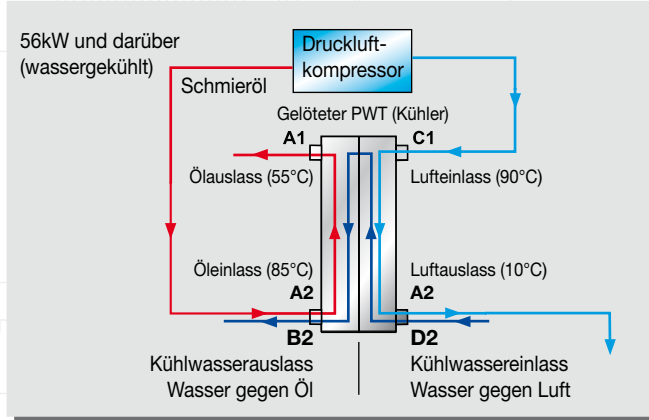 56kW und darüber
(wassergekühlt)
Druckluft-
kompressor
Schmieröl
Gelöteter PWT (Kühler)
A1
C1
Ölauslass (55°C)
Lufteinlass (90°C)
Öleinlass (85°C)
Luftauslass (10°C)
A2
A2
B2
D2
Kühlwasserauslass
Wasser gegen Öl
Kühlwassereinlass
Wasser gegen Luft